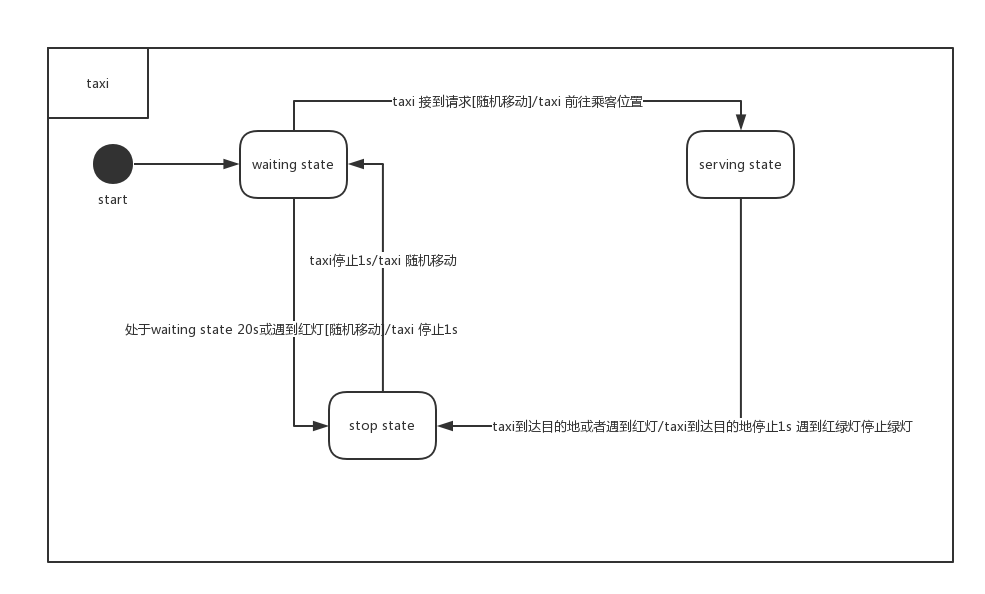 taxi
taxi 接到请求[随机移动]/taxi 前往乘客位置
waiting state
serving state
start
taxi停止1s/taxi 随机移动
处于waiting state 20s或遇到红灯[随机移动]/taxi 停止1s
stop state
taxi到达目的地或者遇到红灯/taxi到达目的地停止1s 遇到红绿灯停止绿灯